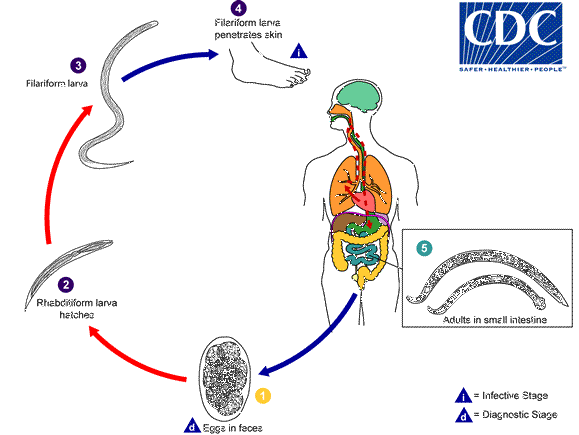 4
Filariform larva
penetrates skin
i
CDC
SAFER • HEALTHIER • PEOPLE™
3
Filariform larva
5
2
Rhabditiform larva
hatches
Adults in small intestine
1
d Eggs in feces
i = Infective Stage
d = Diagnostic Stage